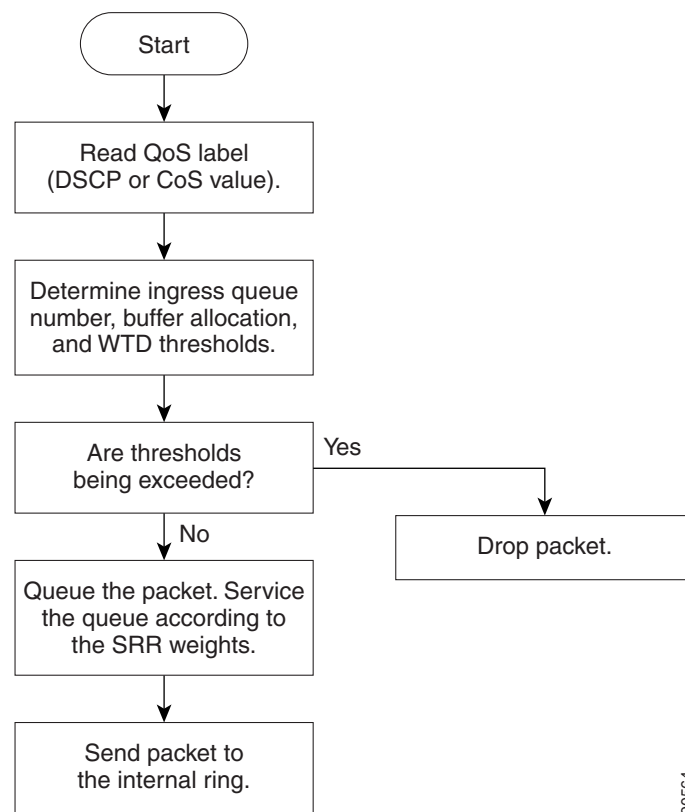 Start
Read QoS label
(DSCP or CoS value).
Determine ingress queue
number, buffer allocation,
and WTD thresholds.
Are thresholds
being exceeded?
Yes
No
Drop packet.
Queue the packet. Service
the queue according to
the SRR weights.
Send packet to
the internal ring.